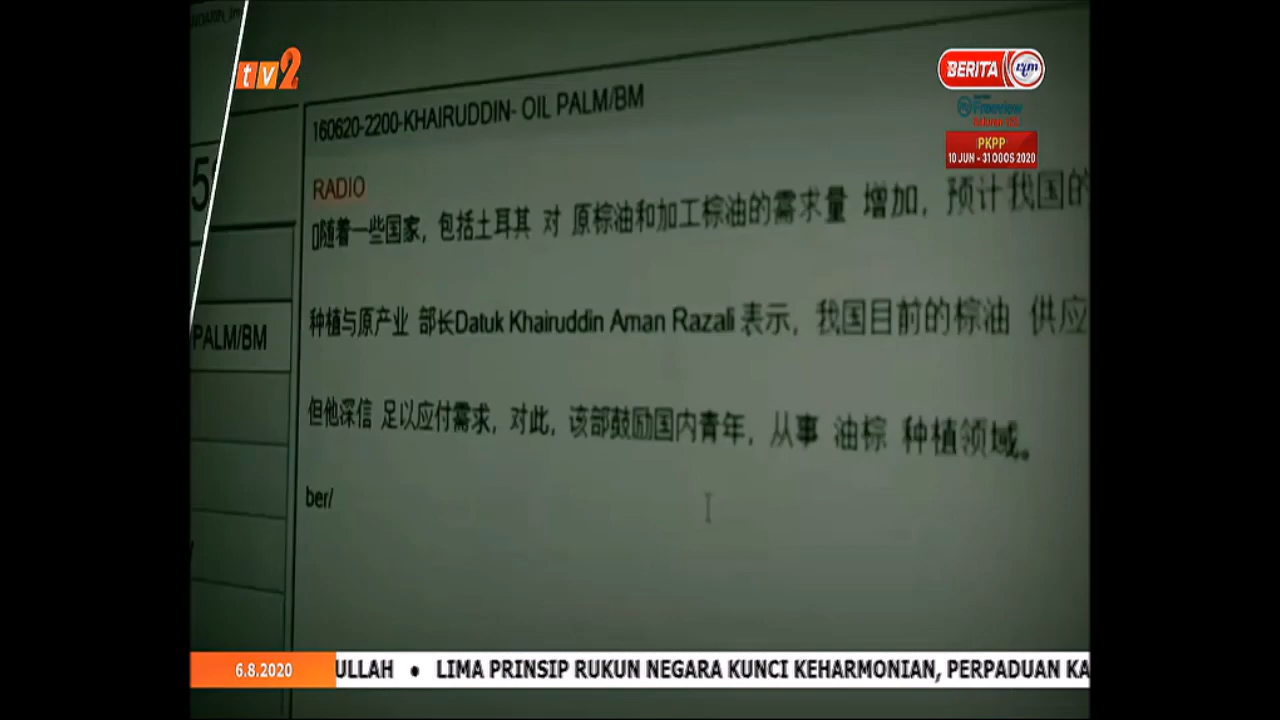 tv2
BERITA rtm
Freeview
PKPP
10 JUN - 31 OGOS 2020
160620-2200-KHAIRUDDIN- OIL PALM/BM
RADIO
随着一些国家，包括土耳其 对 原棕油和加工棕油的需求量 增加，预计我国的
PALM/BM
种植与原产业 部长Datuk Khairuddin Aman Razali 表示，我国目前的棕油 供应
但他深信 足以应付需求，对此，该部鼓励国内青年，从事 油棕 种植领域。
ber/
6.8.2020 ULLAH • LIMA PRINSIP RUKUN NEGARA KUNCI KEHARMONIAN, PERPADUAN KA